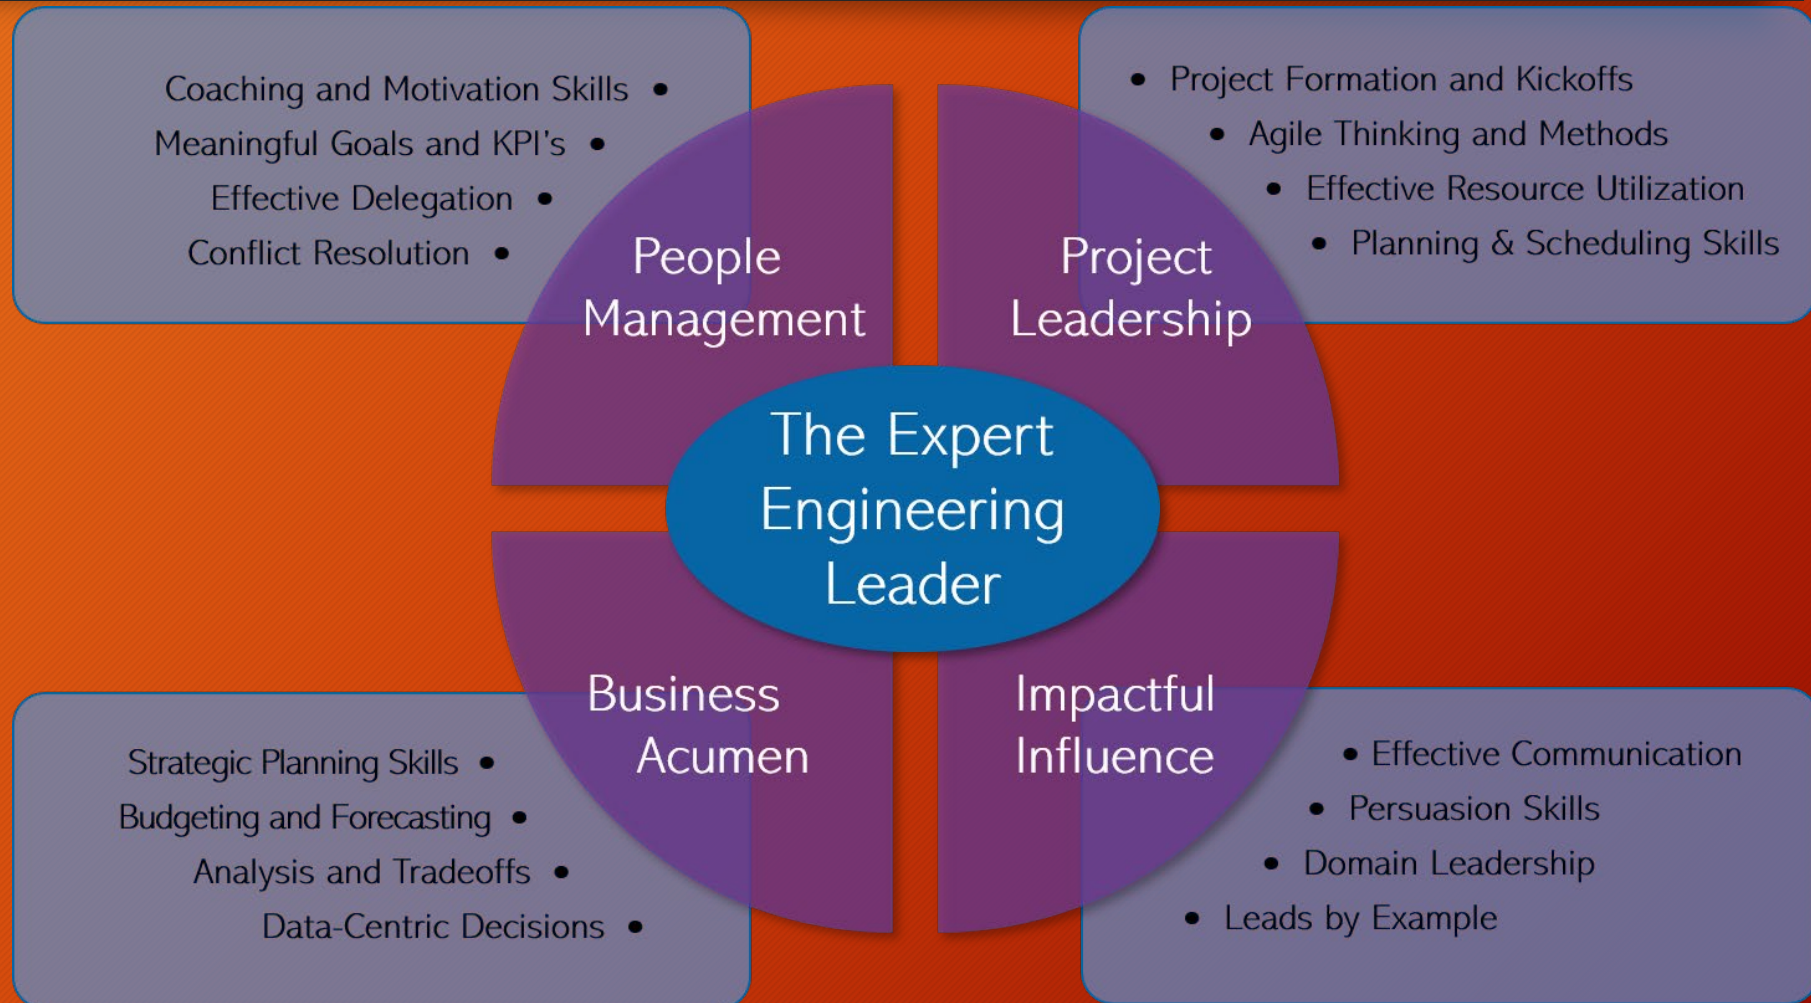 Coaching and Motivation Skills •
Meaningful Goals and KPI's •
Effective Delegation •
Conflict Resolution •
People
Management
• Project Formation and Kickoffs
• Agile Thinking and Methods
• Effective Resource Utilization
• Planning & Scheduling Skills
Project
Leadership
The Expert
Engineering
Leader
Business
Acumen
Strategic Planning Skills •
Budgeting and Forecasting •
Analysis and Tradeoffs •
Data-Centric Decisions •
Impactful
Influence
• Effective Communication
• Persuasion Skills
• Domain Leadership
• Leads by Example